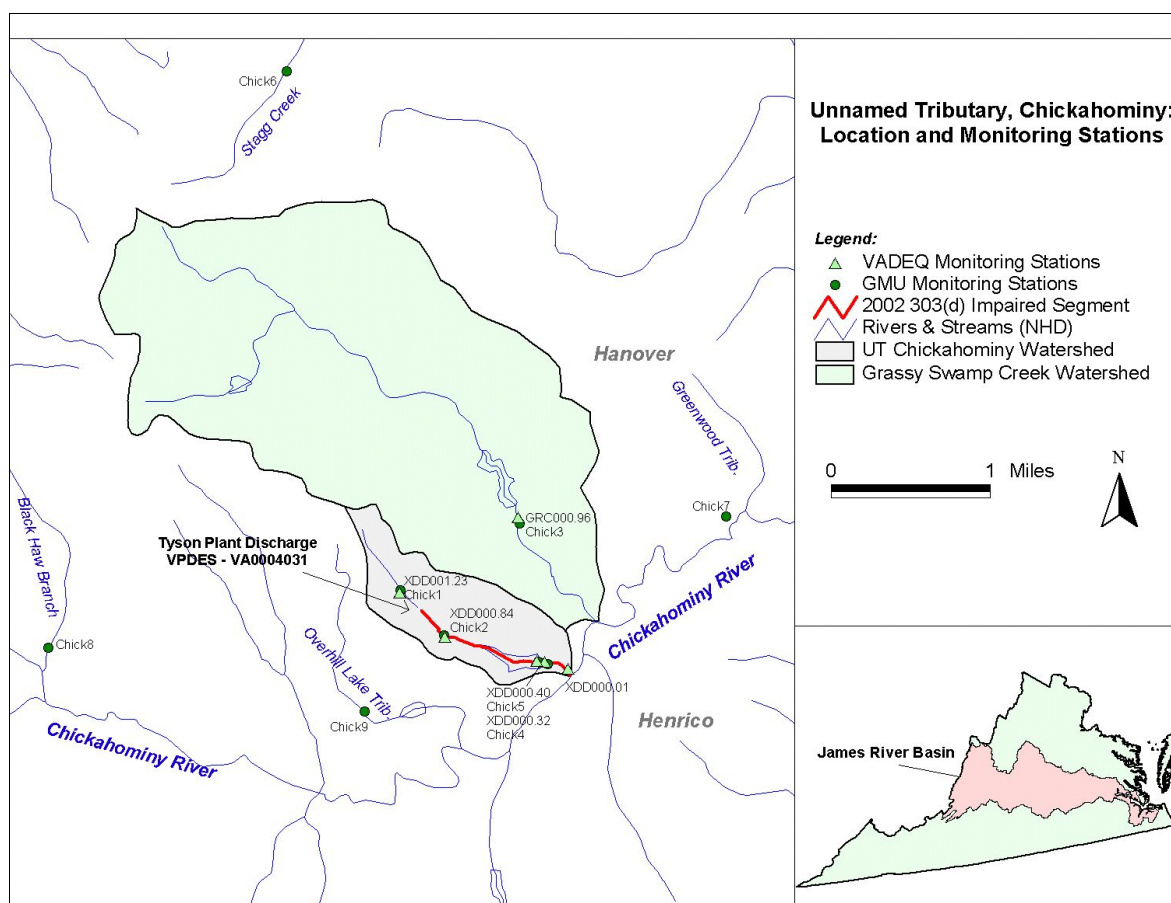 Unnamed Tributary, Chickahominy:
Location and Monitoring Stations
Legend:
VADEQ Monitoring Stations
GMU Monitoring Stations
2002 303(d) Impaired Segment
Rivers & Streams (NHD)
UT Chickahominy Watershed
Grassy Swamp Creek Watershed
0 1 Miles
N
Chick6
Stagg Creek
Hanover
Greenwood Trib.
Chick7
GRC000.96
Chick3
Tyson Plant Discharge
VPDES - VA0004031
XDD001.23
Chick1
XDD000.84
Chick2
Black Haw Branch
Chick8
Overhill Lake Trib.
Chick9
Chickahominy River
XDD000.01
XDD000.40
Chick5
XDD000.32
Chick4
Henrico
Chickahominy River
James River Basin